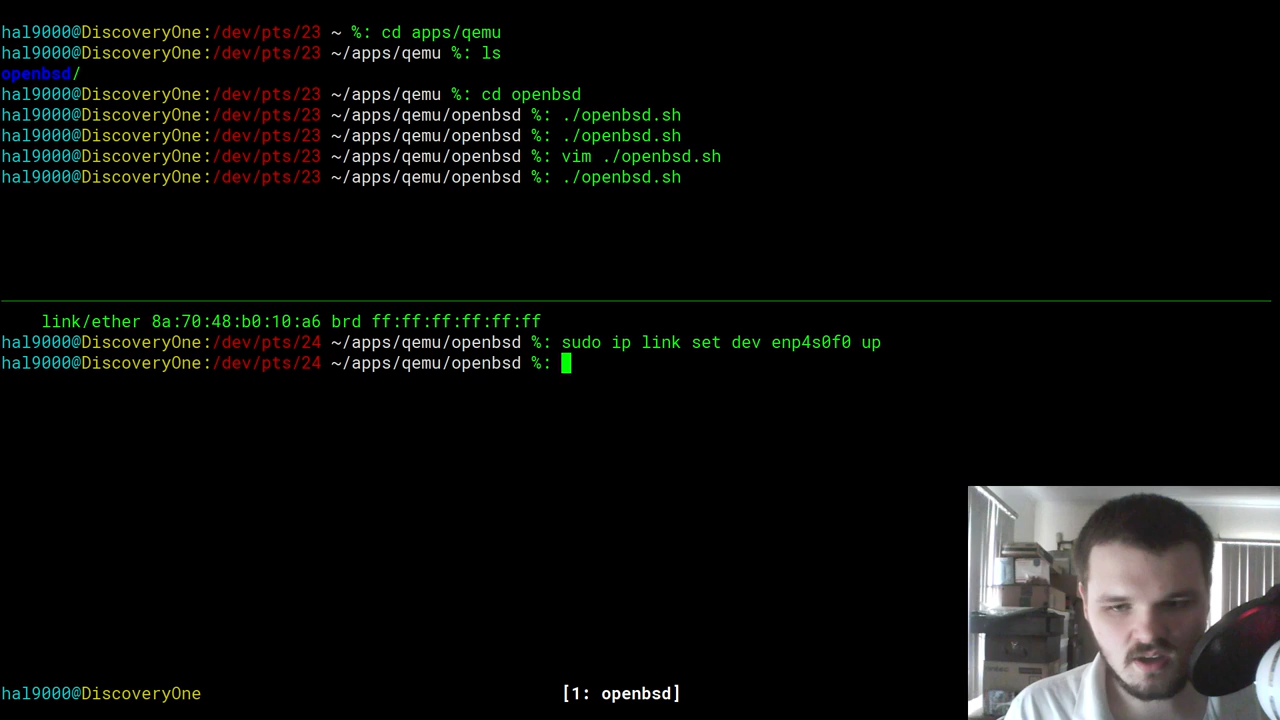 hal9000@DiscoveryOne:/dev/pts/23 ~ %: cd apps/qemu
hal9000@DiscoveryOne:/dev/pts/23 ~/apps/qemu %: ls
openbsd/
hal9000@DiscoveryOne:/dev/pts/23 ~/apps/qemu %: cd openbsd
hal9000@DiscoveryOne:/dev/pts/23 ~/apps/qemu/openbsd %: ./openbsd.sh
hal9000@DiscoveryOne:/dev/pts/23 ~/apps/qemu/openbsd %: ./openbsd.sh
hal9000@DiscoveryOne:/dev/pts/23 ~/apps/qemu/openbsd %: vim ./openbsd.sh
hal9000@DiscoveryOne:/dev/pts/23 ~/apps/qemu/openbsd %: ./openbsd.sh
link/ether 8a:70:48:b0:10:a6 brd ff:ff:ff:ff:ff:ff
hal9000@DiscoveryOne:/dev/pts/24 ~/apps/qemu/openbsd %: sudo ip link set dev enp4s0f0 up
hal9000@DiscoveryOne:/dev/pts/24 ~/apps/qemu/openbsd %:
hal9000@DiscoveryOne [1: openbsd]